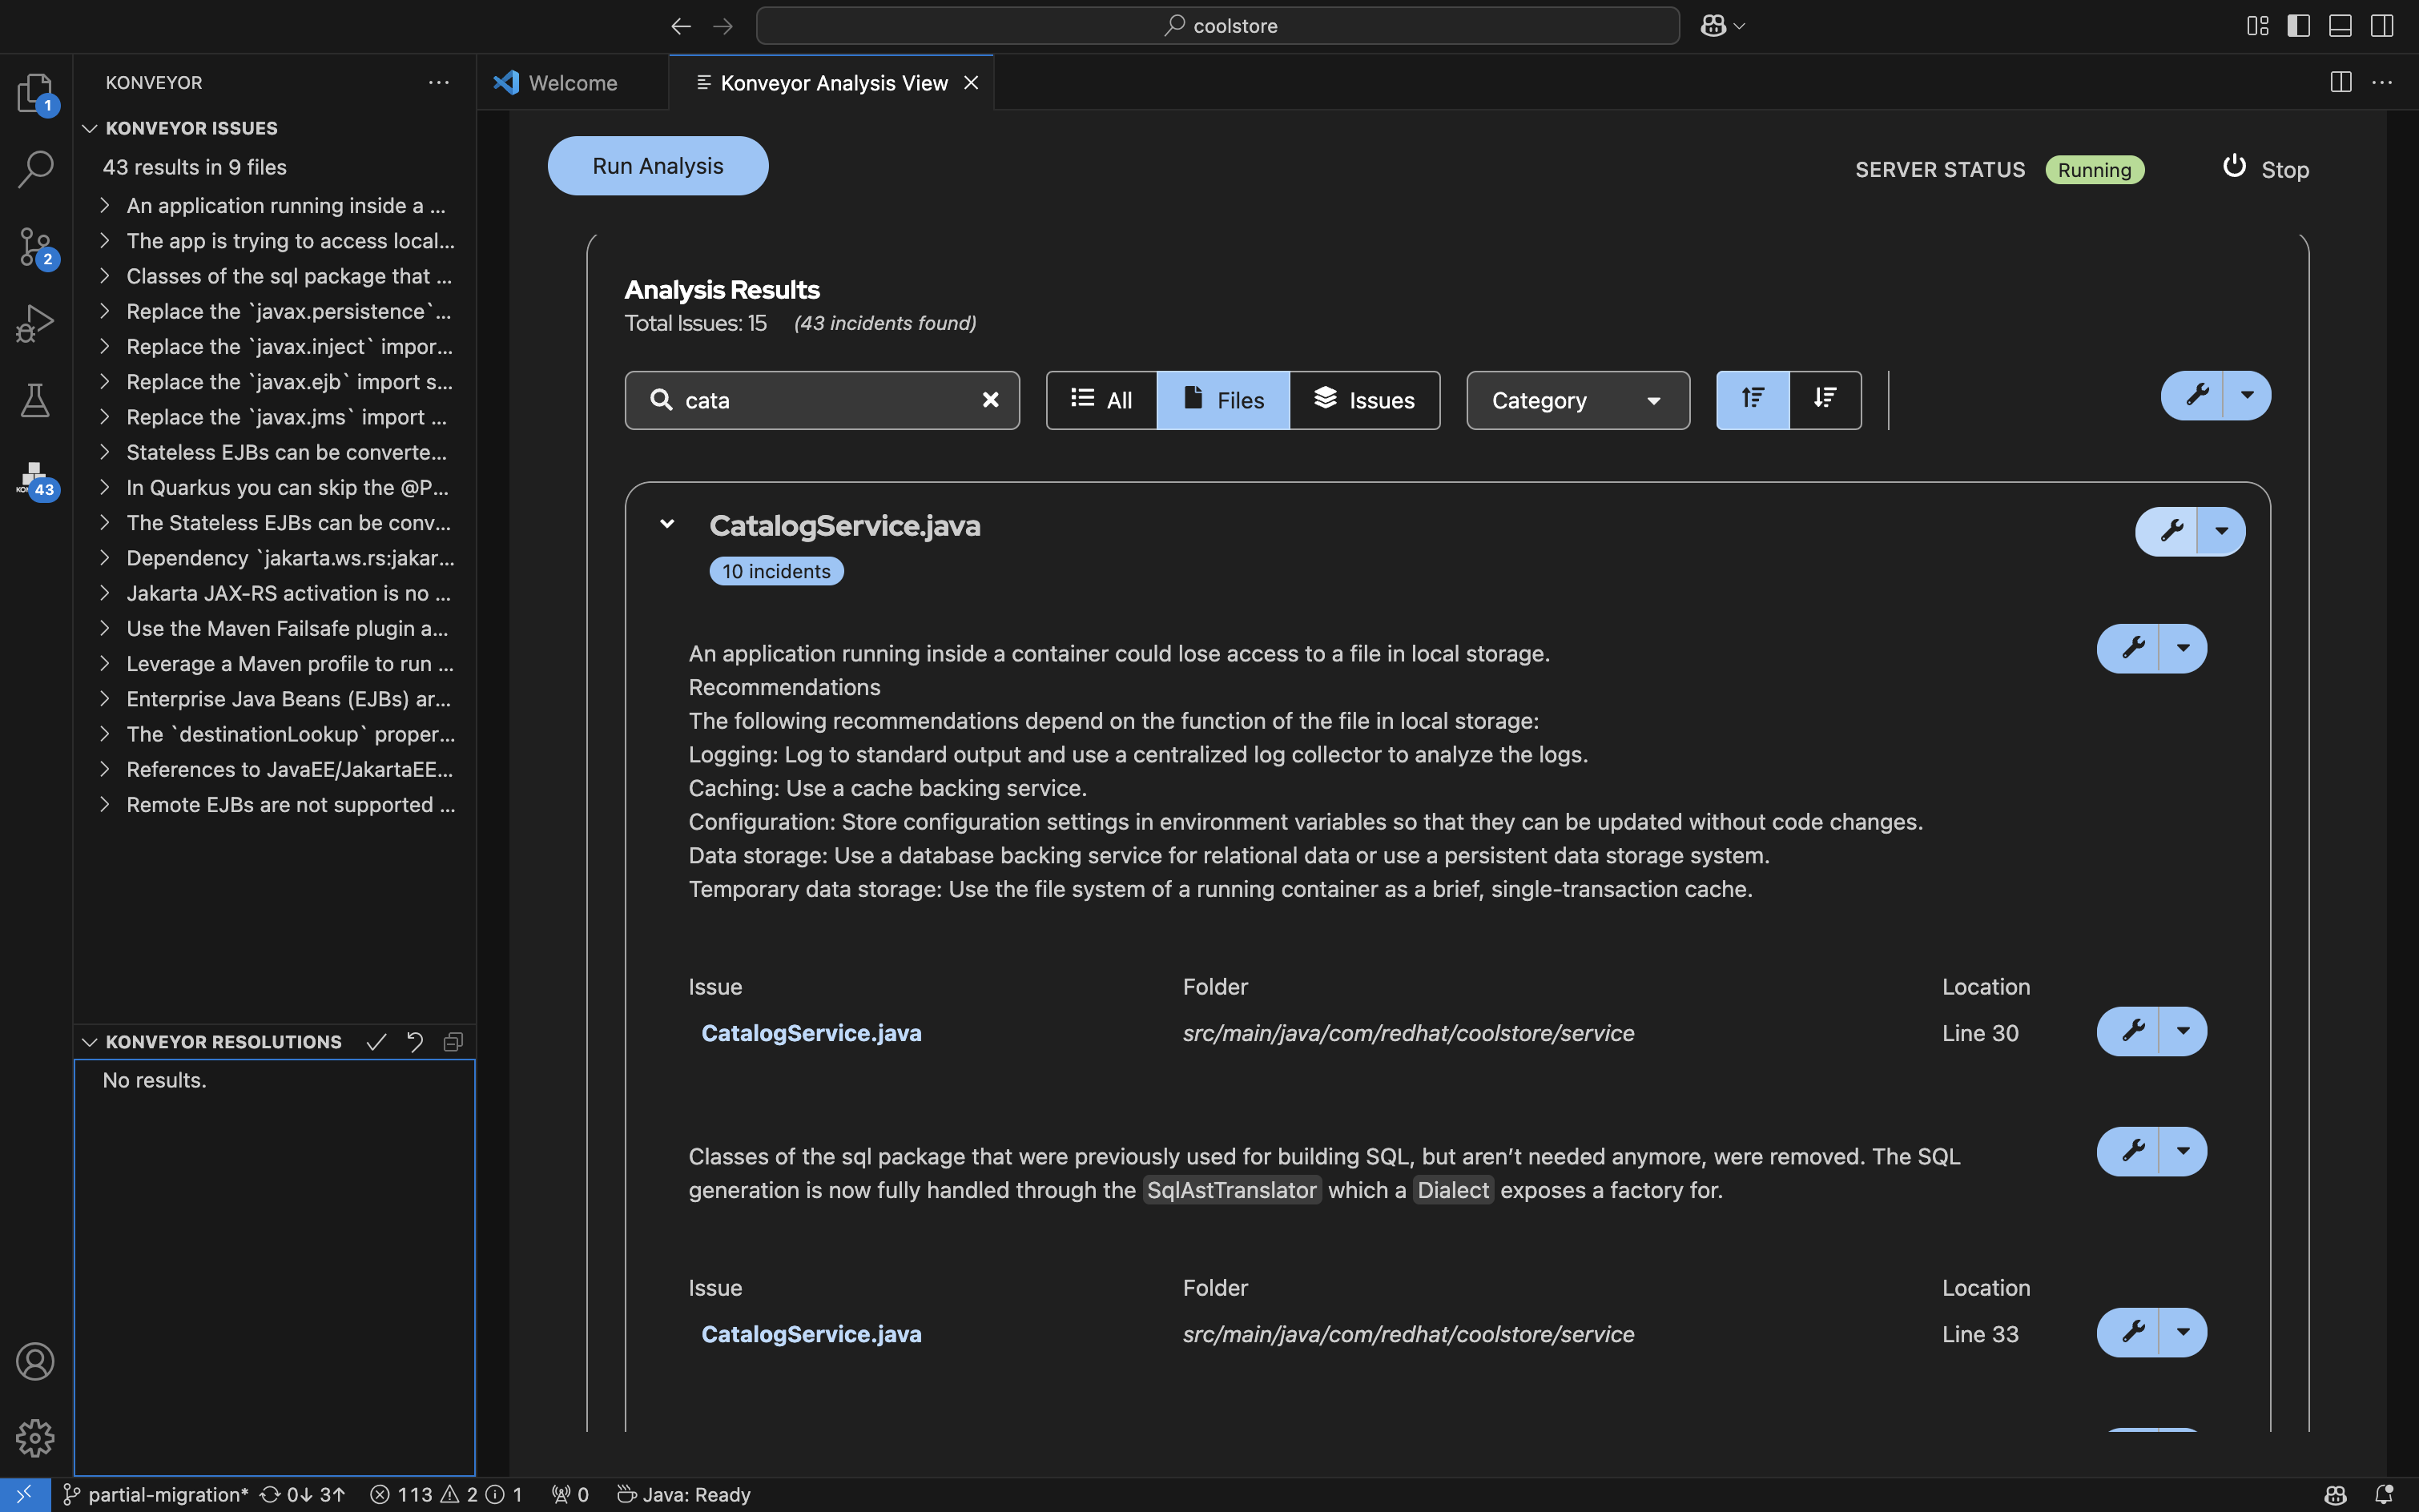 coolstore
KONVEYOR
Welcome
Konveyor Analysis View
1
KONVEYOR ISSUES
43 results in 9 files
An application running inside a ...
The app is trying to access local...
Classes of the sql package that ...
Replace the `javax.persistence`...
Replace the `javax.inject` impor...
Replace the `javax.ejb` import s...
Replace the `javax.jms` import ...
Stateless EJBs can be converte...
In Quarkus you can skip the @P...
The Stateless EJBs can be conv...
Dependency `jakarta.ws.rs:jakar...
Jakarta JAX-RS activation is no ...
Use the Maven Failsafe plugin a...
Leverage a Maven profile to run ...
Enterprise Java Beans (EJBs) ar...
The `destinationLookup` proper...
References to JavaEE/JakartaEE...
Remote EJBs are not supported ...
2
43
KONVEYOR RESOLUTIONS
No results.
Run Analysis
SERVER STATUS
Running
Stop
Analysis Results
Total Issues: 15 (43 incidents found)
cata
All
Files
Issues
Category
CatalogService.java
10 incidents
An application running inside a container could lose access to a file in local storage.
Recommendations
The following recommendations depend on the function of the file in local storage:
Logging: Log to standard output and use a centralized log collector to analyze the logs.
Caching: Use a cache backing service.
Configuration: Store configuration settings in environment variables so that they can be updated without code changes.
Data storage: Use a database backing service for relational data or use a persistent data storage system.
Temporary data storage: Use the file system of a running container as a brief, single-transaction cache.
Issue Folder Location
CatalogService.java src/main/java/com/redhat/coolstore/service Line 30
Classes of the sql package that were previously used for building SQL, but aren’t needed anymore, were removed. The SQL
generation is now fully handled through the SqlAstTranslator which a Dialect exposes a factory for.
Issue Folder Location
CatalogService.java src/main/java/com/redhat/coolstore/service Line 33
partial-migration* 0↓ 3↑ 113 2 1 0 Java: Ready